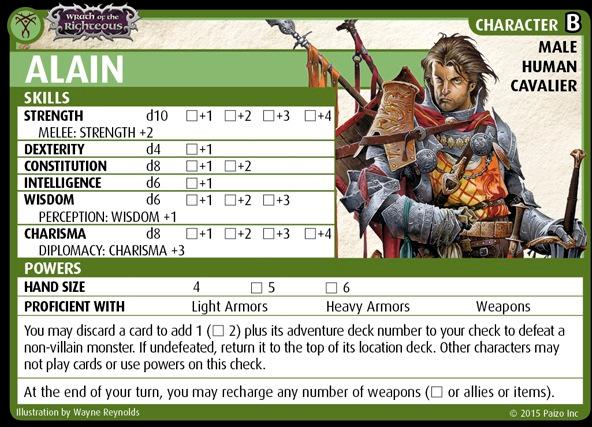 WRATH of the
RIGHTEOUS
CHARACTER B
MALE
HUMAN
CAVALIER
ALAIN
SKILLS
STRENGTH d10 ☐+1 ☐+2 ☐+3 ☐+4
MELEE: STRENGTH +2
DEXTERITY d4 ☐+1
CONSTITUTION d8 ☐+1 ☐+2
INTELLIGENCE d6 ☐+1
WISDOM d6 ☐+1 ☐+2 ☐+3
PERCEPTION: WISDOM +1
CHARISMA d8 ☐+1 ☐+2 ☐+3 ☐+4
DIPLOMACY: CHARISMA +3
POWERS
HAND SIZE 4 ☐ 5 ☐ 6
PROFICIENT WITH Light Armors Heavy Armors Weapons
You may discard a card to add 1 (☐ 2) plus its adventure deck number to your check to defeat a
non-villain monster. If undefeated, return it to the top of its location deck. Other characters may
not play cards or use powers on this check.
At the end of your turn, you may recharge any number of weapons (☐ or allies or items).
Illustration by Wayne Reynolds © 2015 Paizo Inc